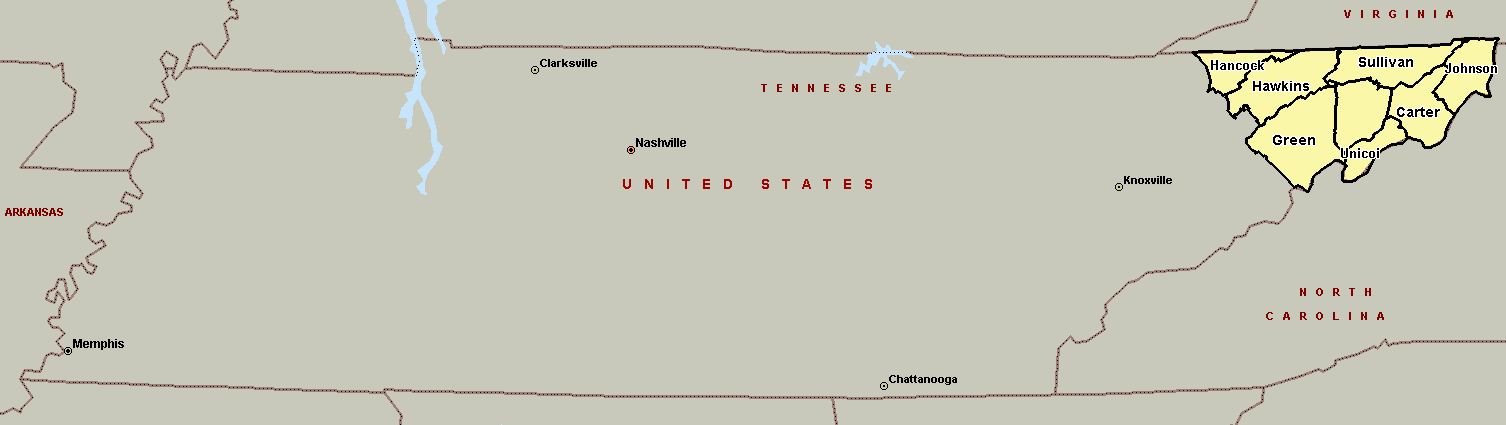 VIRGINIA
Clarksville
Hancock
Sullivan
Johnson
TENNESSEE
Hawkins
Carter
Nashville
Green
Unicoi
UNITED STATES
Knoxville
ARKANSAS
NORTH
CAROLINA
Memphis
Chattanooga